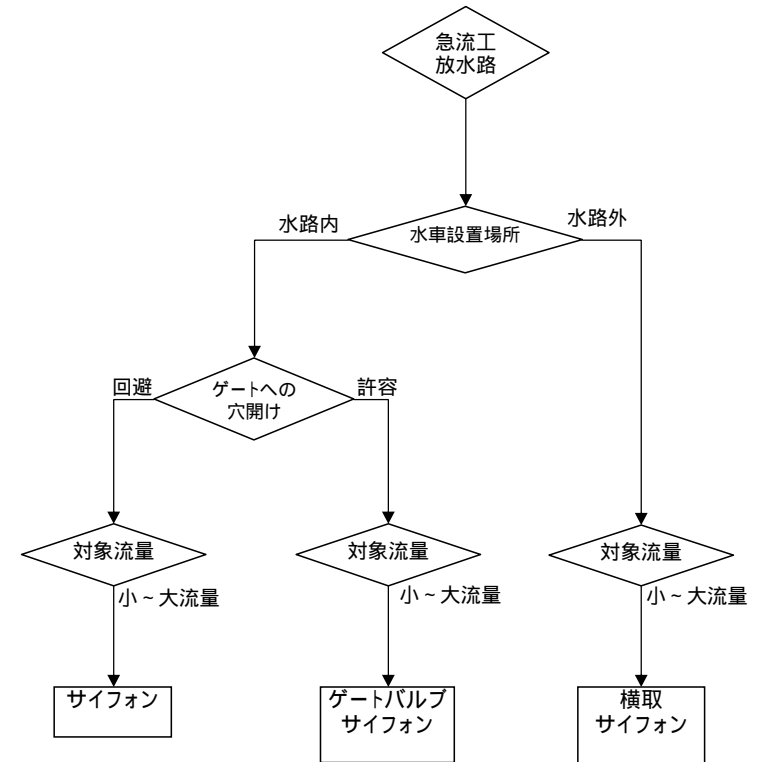 急流工
放水路
水路内
水路外
水車設置場所
回避
ゲートへの
穴開け
許容
対象流量
対象流量
対象流量
小~大流量
小~大流量
小~大流量
サイフォン
ゲートバルブ
サイフォン
横取
サイフォン